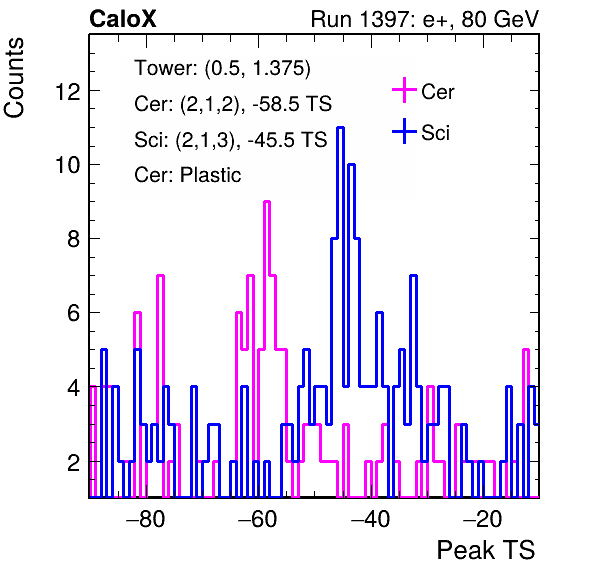 CaloX Run 1397: e+, 80 GeV
Counts
Tower: (0.5, 1.375)
Cer: (2,1,2), -58.5 TS
Sci: (2,1,3), -45.5 TS
Cer: Plastic
Cer
Sci
12
10
8
6
4
2
−80 −60 −40 −20
Peak TS